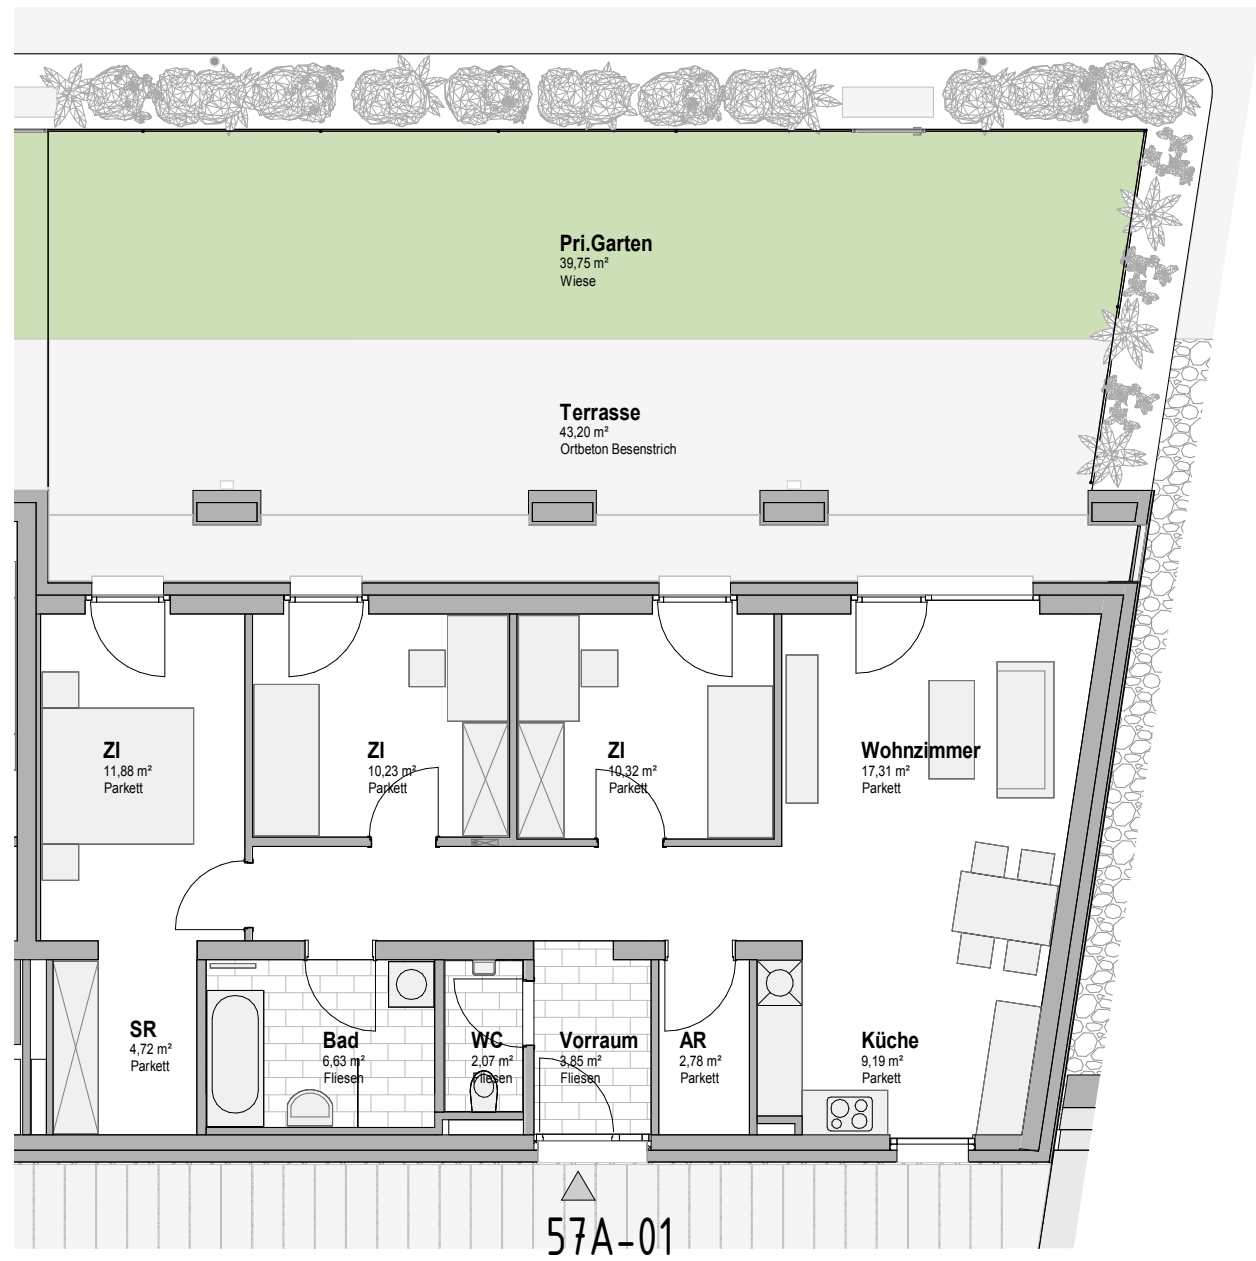 Pri.Garten
39,75 m²
Wiese
Terrasse
43,20 m²
Ortbeton Besenstrich
ZI
11,88 m²
Parkett
ZI
10,23 m²
Parkett
ZI
10,32 m²
Parkett
Wohnzimmer
17,31 m²
Parkett
SR
4,72 m²
Parkett
Bad
6,63 m²
Fliesen
WC
2,07 m²
Fliesen
Vorraum
3,85 m²
Fliesen
AR
2,78 m²
Parkett
Küche
9,19 m²
Parkett
57A-01